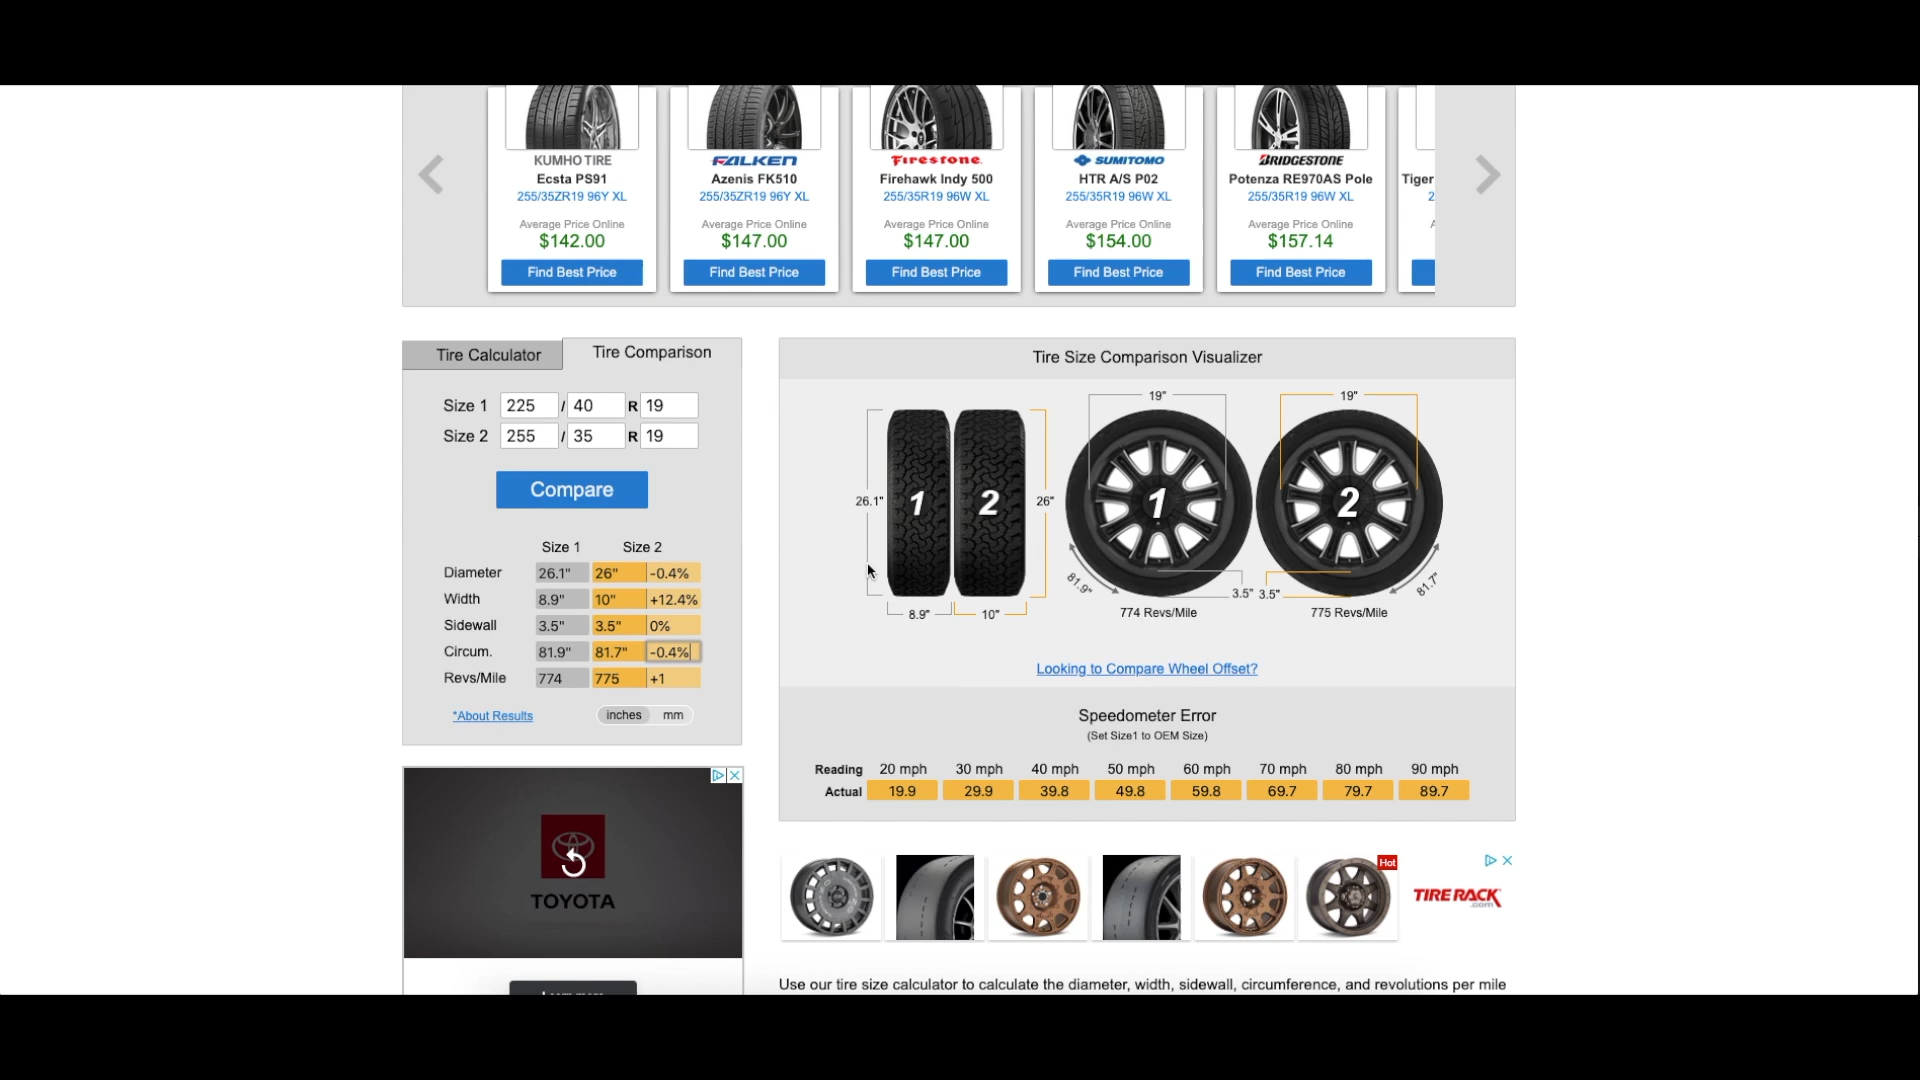 KUMHO TIRE
Ecsta PS91
255/35ZR19 96Y XL
Average Price Online
$142.00
Find Best Price
FALKEN
Azenis FK510
255/35ZR19 96Y XL
Average Price Online
$147.00
Find Best Price
Firestone
Firehawk Indy 500
255/35R19 96W XL
Average Price Online
$147.00
Find Best Price
SUMITOMO
HTR A/S P02
255/35R19 96W XL
Average Price Online
$154.00
Find Best Price
BRIDGESTONE
Potenza RE970AS Pole
255/35R19 96W XL
Average Price Online
$157.14
Find Best Price
Tiger
2
Tire Calculator
Tire Comparison
Size 1 225 / 40 R 19
Size 2 255 / 35 R 19
Compare
Size 1 Size 2
Diameter 26.1" 26" -0.4%
Width 8.9" 10" +12.4%
Sidewall 3.5" 3.5" 0%
Circum. 81.9" 81.7" -0.4%
Revs/Mile 774 775 +1
*About Results
inches mm
Tire Size Comparison Visualizer
19" 19"
26.1" 1 2 26" 1 2
81.9" 3.5" 3.5" 81.7"
8.9" 10" 774 Revs/Mile 775 Revs/Mile
Looking to Compare Wheel Offset?
Speedometer Error
(Set Size1 to OEM Size)
Reading 20 mph 30 mph 40 mph 50 mph 60 mph 70 mph 80 mph 90 mph
Actual 19.9 29.9 39.8 49.8 59.8 69.7 79.7 89.7
TOYOTA
Hot
TIRE RACK
.com
Use our tire size calculator to calculate the diameter, width, sidewall, circumference, and revolutions per mile